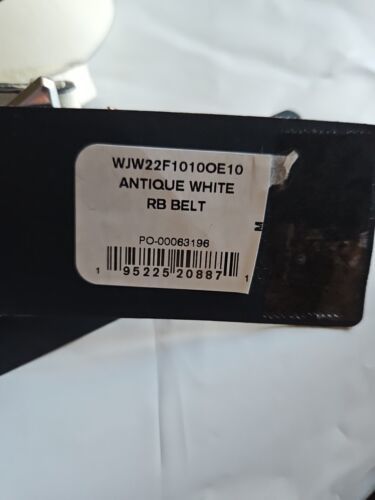 WJW22F1010OE10
ANTIQUE WHITE
RB BELT
M
PO-00063196
1 95225 20887 1